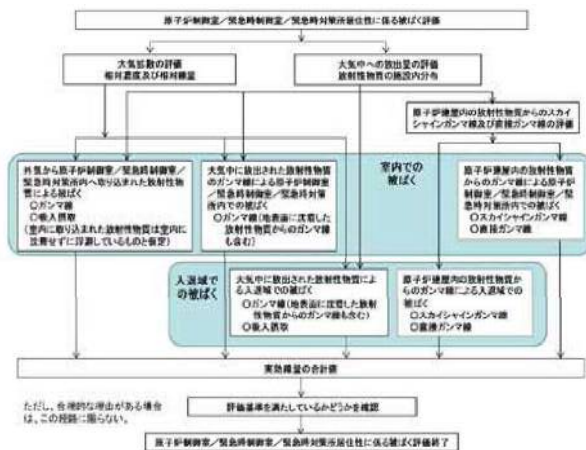 原子炉制御室/緊急時制御室/緊急時対策所居住性に係る被ばく評価
大気拡散の評価
相対濃度及び相対線量
大気中への放出量の評価
放射性物質の施設内分布
原子炉建屋内の放射性物質からのスカイ
シャインガンマ線及び直接ガンマ線の評価
室内での
被ばく
外気から原子炉制御室/緊急時制御室/
緊急時対策所内へ取り込まれた放射性物
質による被ばく
○ガンマ線
○吸入摂取
(室内に取り込まれた放射性物質は室内に
沈着せずに浮遊しているものと仮定)
大気中に放出された放射性物質
のガンマ線による原子炉制御室
/緊急時制御室/緊急時対策
所内での被ばく
○ガンマ線(地表面に沈着した
放射性物質からのガンマ線
も含む)
原子炉建屋内の放射性物質
からのガンマ線による原子炉制
御室/緊急時制御室/緊急
時対策所内での被ばく
○スカイシャインガンマ線
○直接ガンマ線
入退域で
の被ばく
大気中に放出された放射性物質によ
る入退域での被ばく
○ガンマ線(地表面に沈着した放射
性物質からのガンマ線も含む)
○吸入摂取
原子炉建屋内の放射性物質か
らのガンマ線による入退域での
被ばく
○スカイシャインガンマ線
○直接ガンマ線
実効線量の合計値
ただし、合理的な理由がある場合
は、この経路に限らない。
評価基準を満たしているかどうかを確認
原子炉制御室/緊急時制御室/緊急時対策所居住性に係る被ばく評価終了